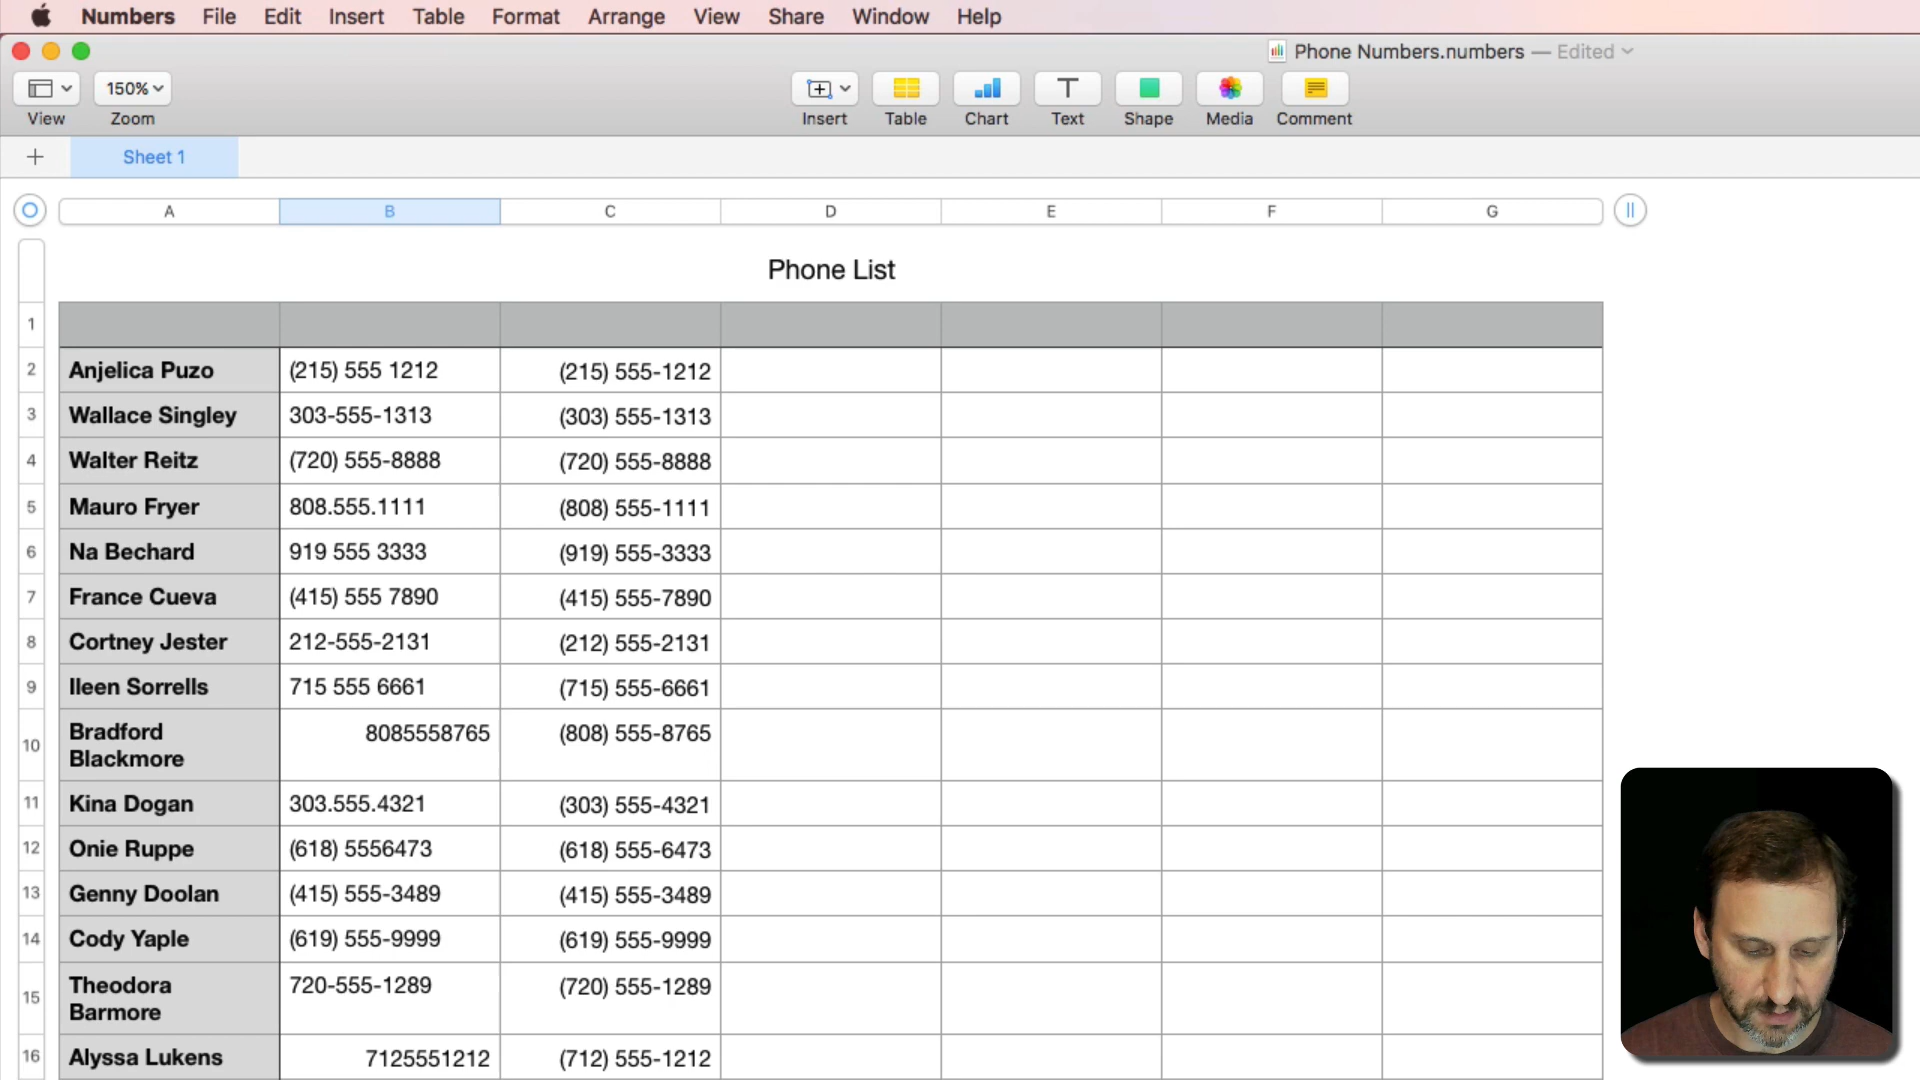 Numbers File Edit Insert Table Format Arrange View Share Window Help
Phone Numbers.numbers — Edited
150%
View Zoom Insert Table Chart Text Shape Media Comment
+ Sheet 1
A B C D E F G
Phone List
1
2 Anjelica Puzo (215) 555 1212 (215) 555-1212
3 Wallace Singley 303-555-1313 (303) 555-1313
4 Walter Reitz (720) 555-8888 (720) 555-8888
5 Mauro Fryer 808.555.1111 (808) 555-1111
6 Na Bechard 919 555 3333 (919) 555-3333
7 France Cueva (415) 555 7890 (415) 555-7890
8 Cortney Jester 212-555-2131 (212) 555-2131
9 Ileen Sorrells 715 555 6661 (715) 555-6661
10 Bradford 8085558765 (808) 555-8765
Blackmore
11 Kina Dogan 303.555.4321 (303) 555-4321
12 Onie Ruppe (618) 5556473 (618) 555-6473
13 Genny Doolan (415) 555-3489 (415) 555-3489
14 Cody Yaple (619) 555-9999 (619) 555-9999
15 Theodora 720-555-1289 (720) 555-1289
Barmore
16 Alyssa Lukens 7125551212 (712) 555-1212